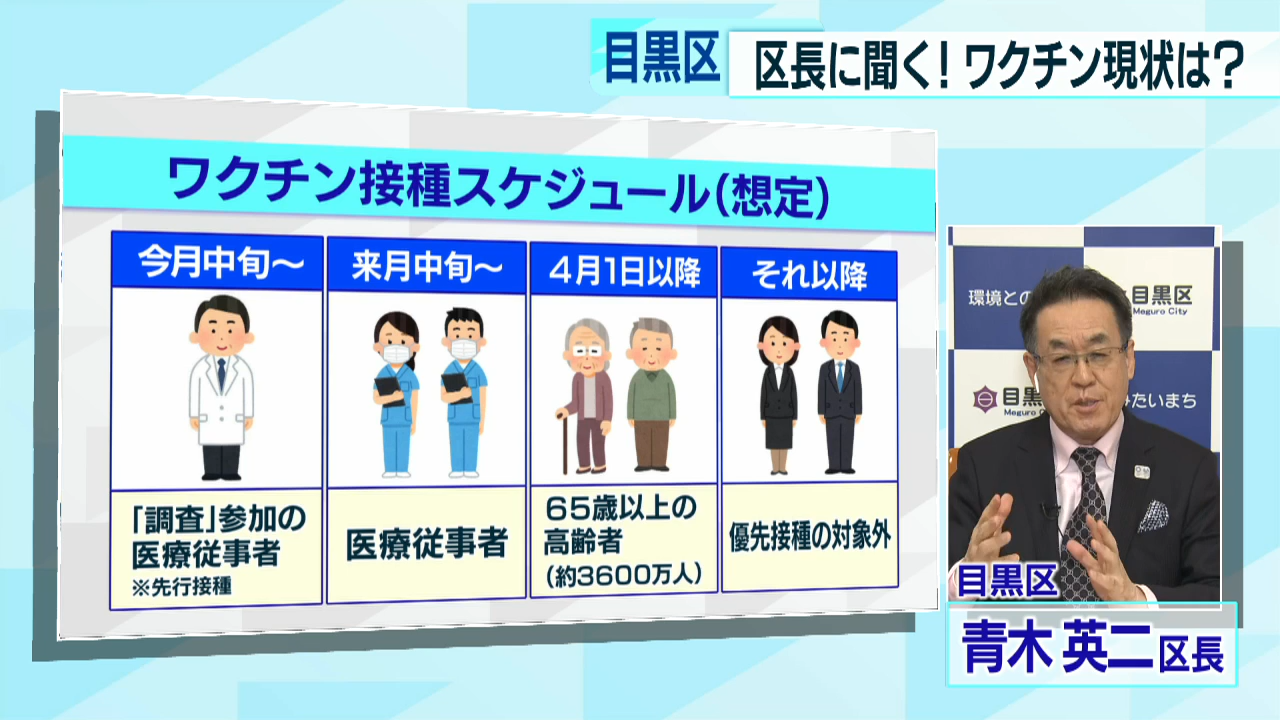 目黒区
区長に聞く!ワクチン現状は?
ワクチン接種スケジュール(想定)
今月中旬～
来月中旬～
4月1日以降
それ以降
「調査」参加の
医療従事者
※先行接種
医療従事者
65歳以上の
高齢者
(約3600万人)
優先接種の対象外
環境との
目黒区
Meguro City
目黒
Meguro C
みたいまち
目黒区
青木 英二区長